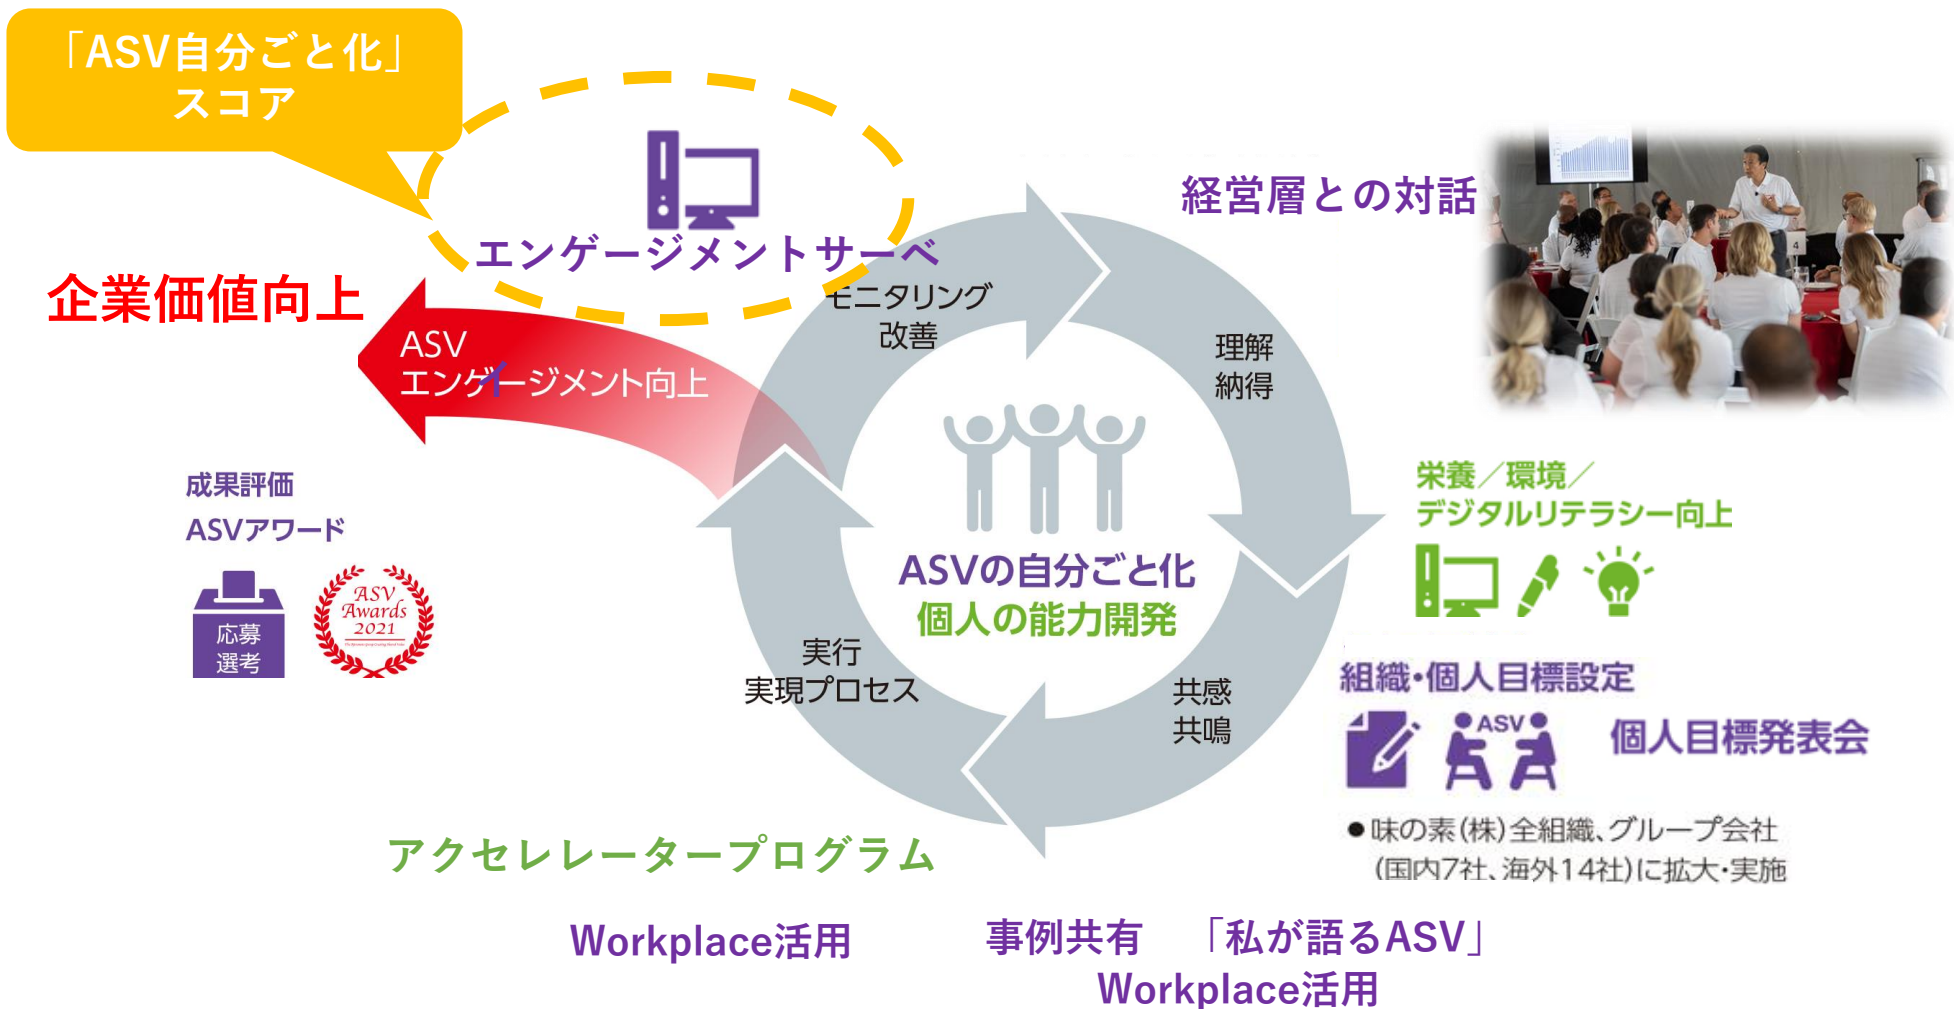 「ASV自分ごと化」
スコア
エンゲージメントサーベ
イ
企業価値向上
ASV
エンゲージメント向上
モニタリング
改善
経営層との対話
4
理解
納得
栄養／環境／
デジタルリテラシー向上
ASVの自分ごと化
個人の能力開発
成果評価
ASVアワード
応募
選考
ASV
Awards
2021
実行
実現プロセス
共感
共鳴
組織・個人目標設定
ASV
個人目標発表会
●味の素(株)全組織、グループ会社
(国内7社、海外14社)に拡大・実施
アクセレレータープログラム
Workplace活用
事例共有　「私が語るASV」
Workplace活用